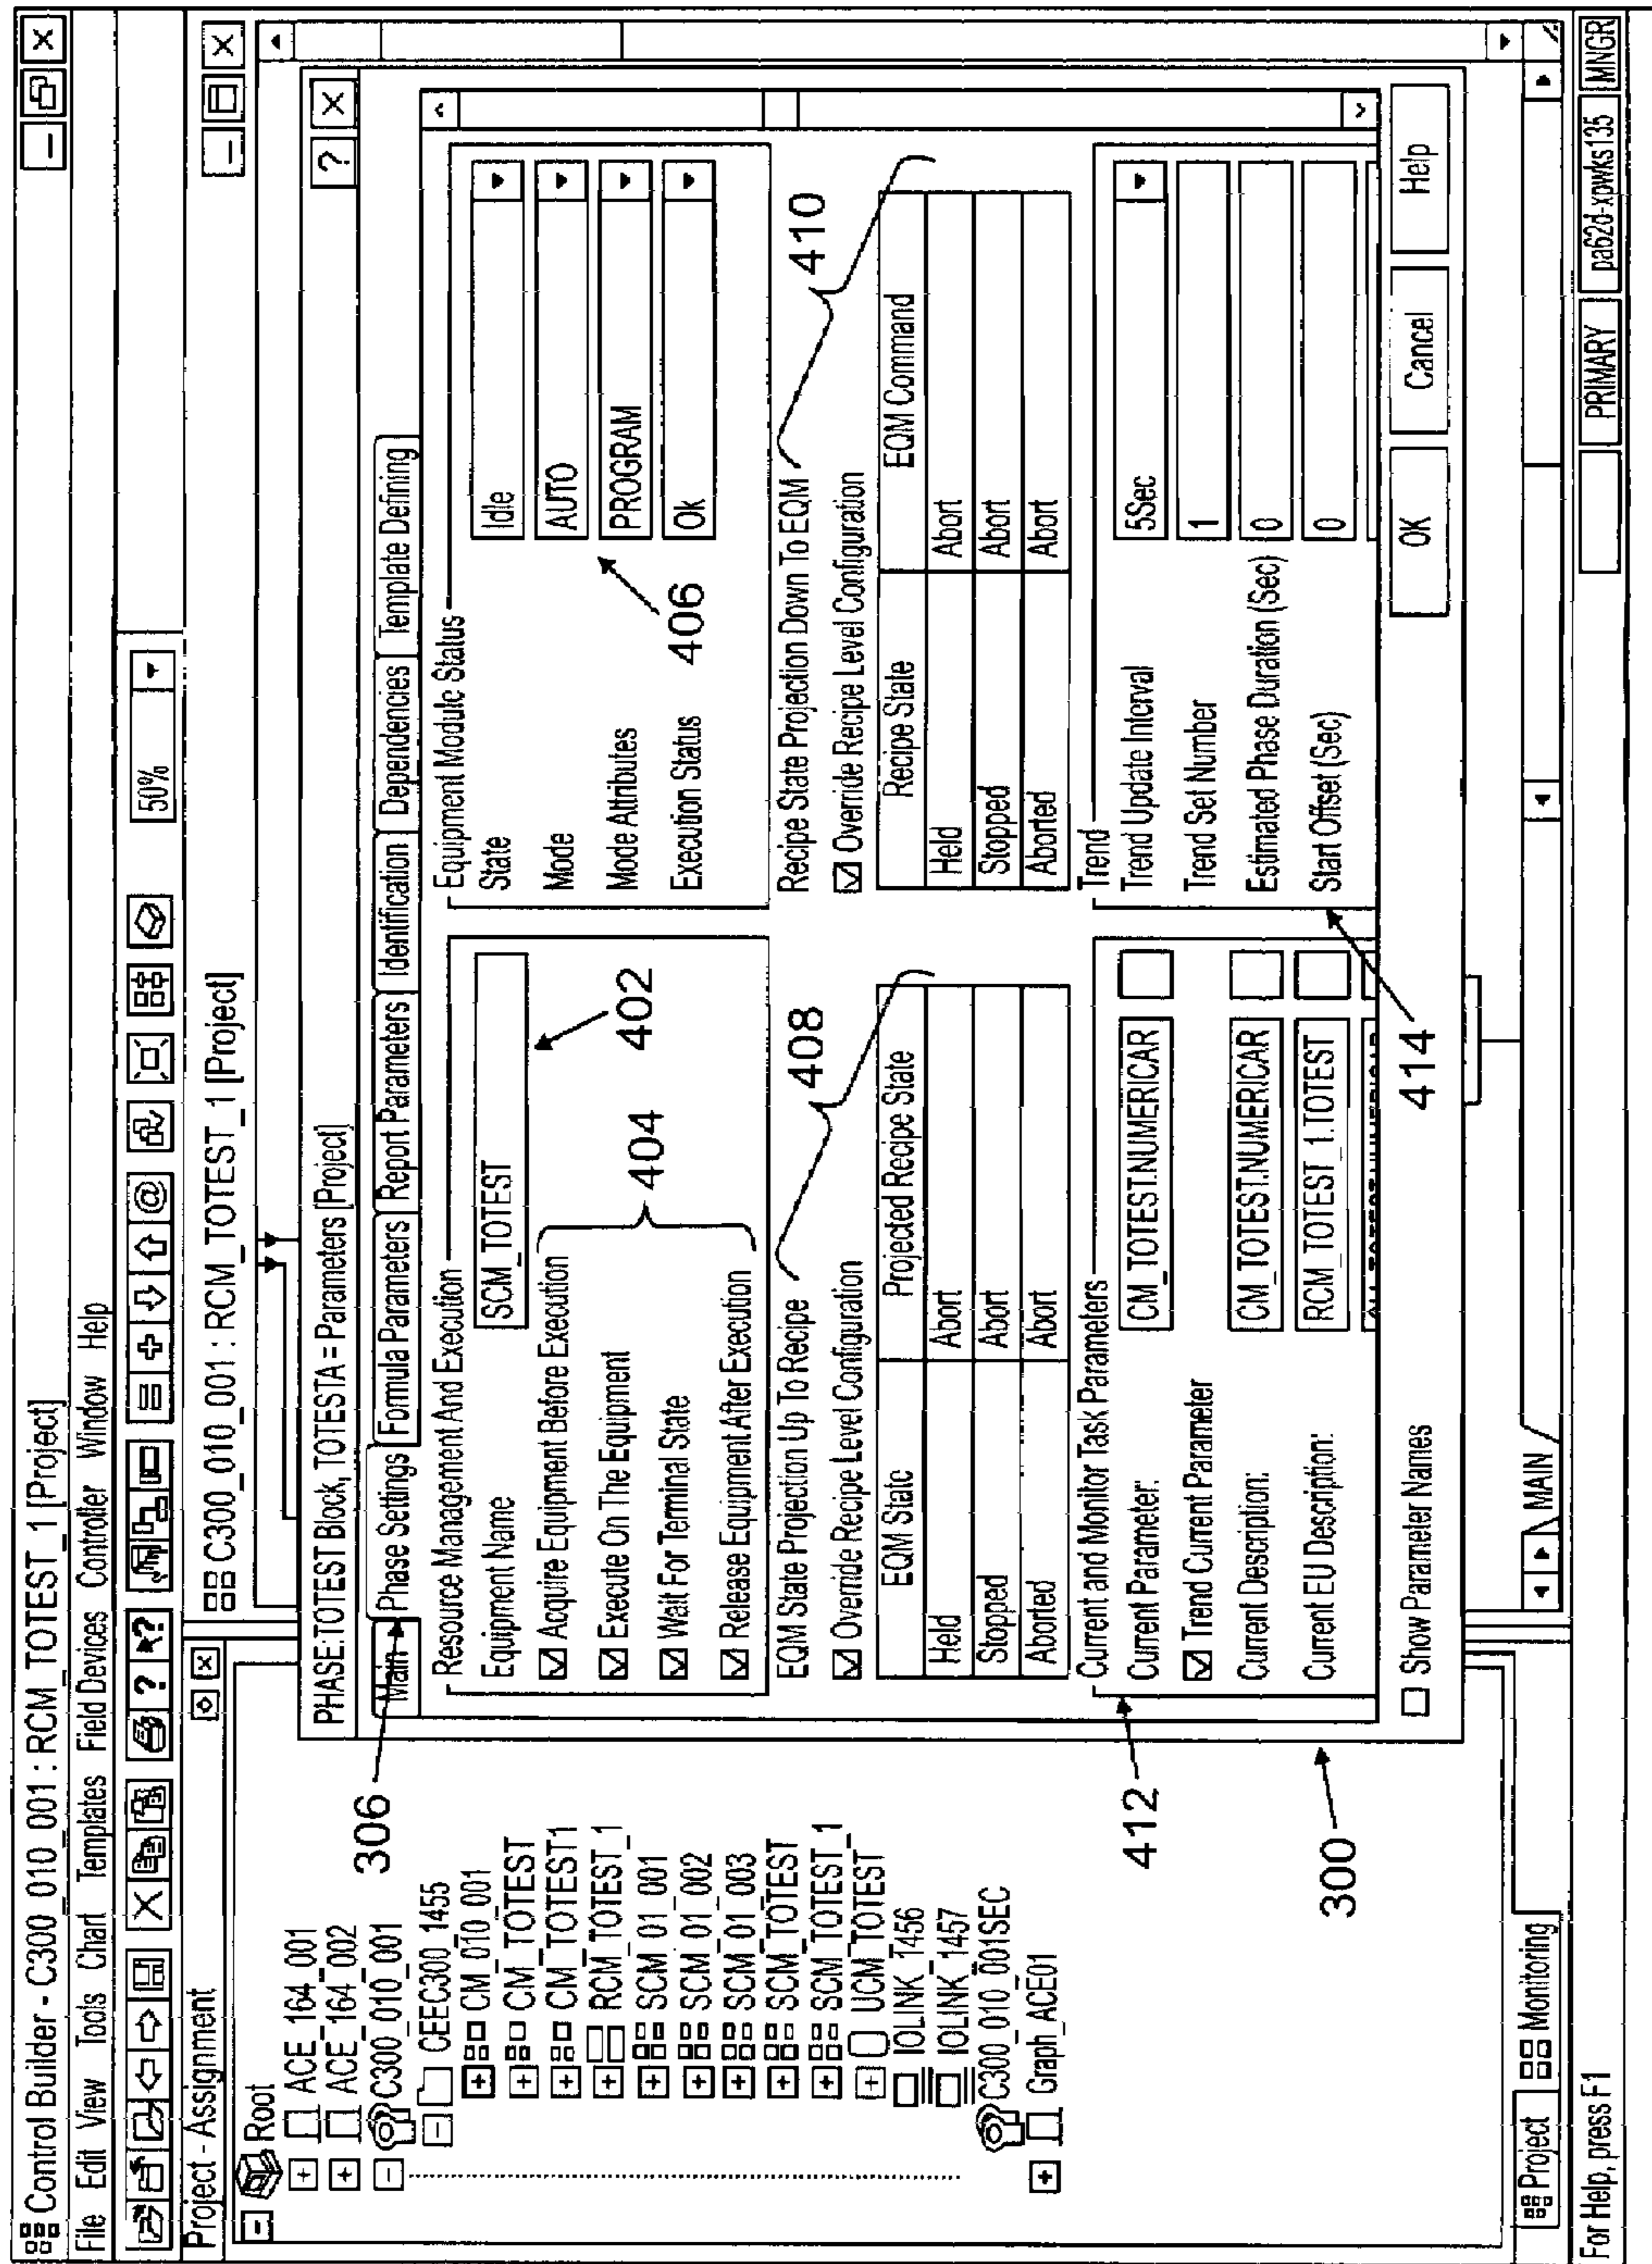 Control Builder - C300_010_001 : RCM_TOTEST_1 [Project]
File Edit View Tools Chart Templates Field Devices Controller Window Help
50%
Project - Assignment
Root
ACE_164_001
ACE_164_002
C300_010_001
CEEC300_1455
CM_010_001
CM_TOTEST
CM_TOTEST1
RCM_TOTEST_1
SCM_01_001
SCM_01_002
SCM_01_003
SCM_TOTEST
SCM_TOTEST_1
UCM_TOTEST
IOLINK_1456
IOLINK_1457
C300_010_001SEC
Graph_ACE01
306
412
300
Project Monitoring
C300_010_001 : RCM_TOTEST_1 [Project]
PHASE:TOTEST Block, TOTESTA = Parameters [Project]
Main Phase Settings Formula Parameters Report Parameters Identification Dependencies Template Defining
Resource Management And Execution
Equipment Name SCM_TOTEST
402
Acquire Equipment Before Execution
Execute On The Equipment
Wait For Terminal State
Release Equipment After Execution
404
Equipment Module Status
State Idle
Mode AUTO
Mode Attributes PROGRAM
Execution Status Ok
406
EQM State Projection Up To Recipe
408
Override Recipe Level Configuration
EQM State Projected Recipe State
Held Abort
Stopped Abort
Aborted Abort
Recipe State Projection Down To EQM
410
Override Recipe Level Configuration
Recipe State EQM Command
Held Abort
Stopped Abort
Aborted Abort
Current and Monitor Task Parameters
Current Parameter: CM_TOTEST.NUMERICAR
Trend Current Parameter
Current Description: CM_TOTEST.NUMERICAR
Current EU Description: RCM_TOTEST_1.TOTEST
Trend
Trend Update Interval 5Sec
Trend Set Number 1
Estimated Phase Duration (Sec) 0
Start Offset (Sec) 0
414
Show Parameter Names
OK Cancel Help
MAIN
For Help, press F1
PRIMARY pa62d-xpwks135 MNGR